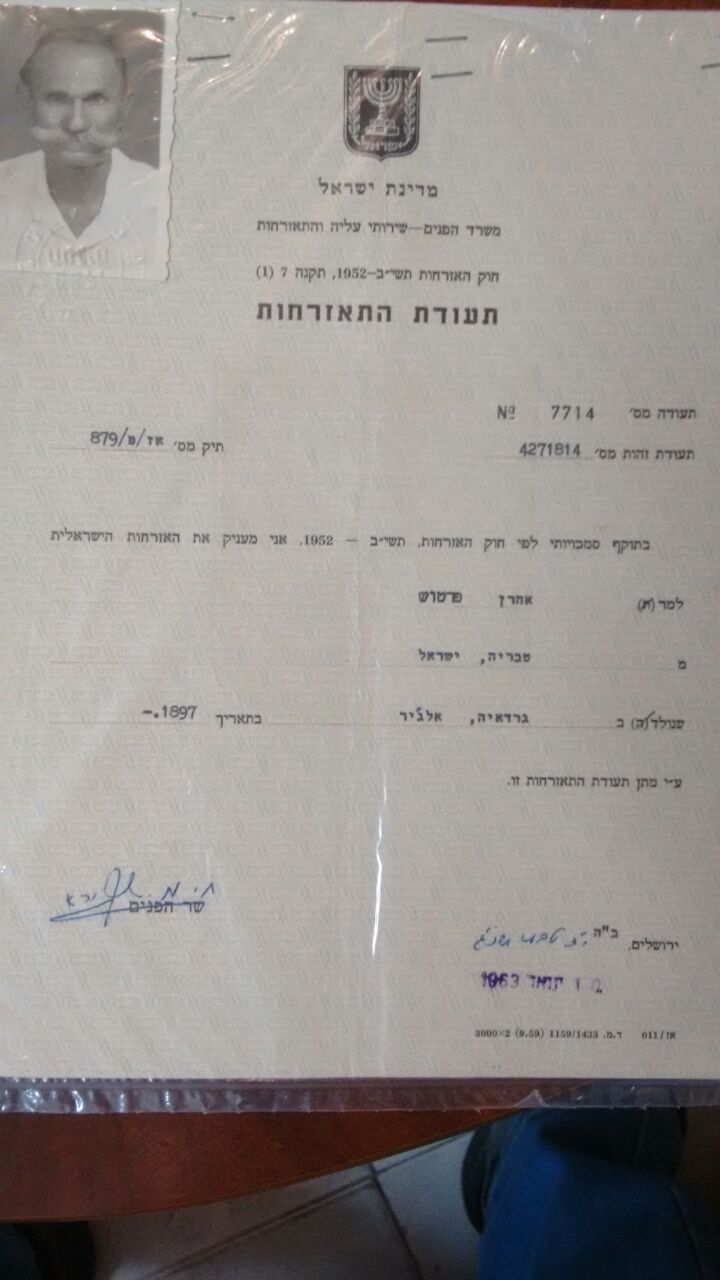 ישראל
מדינת ישראל
משרד הפנים—שירותי עליה והתאזרחות
חוק האזרחות תשי״ב–1952, תקנה 7 (1)
תעודת התאזרחות
תעודה מס׳ 7714 №
תעודת זהות מס׳ 4271814 תיק מס׳ אז/פ/879
בתוקף סמכויותי לפי חוק האזרחות, תשי״ב — 1952, אני מעניק את האזרחות הישראלית
למר(ת) אהרן פרטוש
מ טבריה, ישראל
שנולד(ה) ב גרדאיה, אלג׳יר בתאריך 1897.-
ע״י מתן תעודת התאזרחות זו.
שר הפנים
ירושלים, ב"ה
ינואר 1963
אז/011 ד.מ. 1159/1433 (9.59) 3000×2